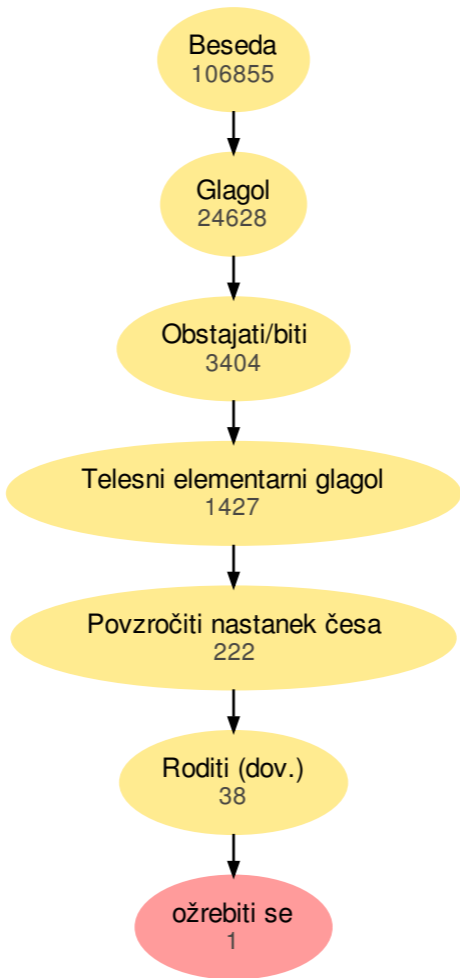 Beseda
106855
Glagol
24628
Obstajati/biti
3404
Telesni elementarni glagol
1427
Povzročiti nastanek česa
222
Roditi (dov.)
38
ožrebiti se
1